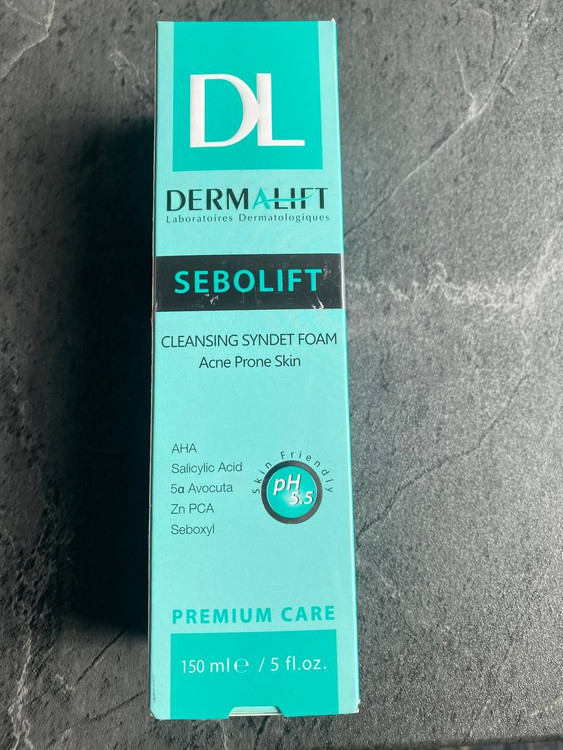 DL
DERMALIFT
Laboratoires Dermatologiques
SEBOLIFT
CLEANSING SYNDET FOAM
Acne Prone Skin
AHA
Salicylic Acid
5α Avocuta
Zn PCA
Seboxyl
Skin Friendly
pH
5.5
PREMIUM CARE
150 ml ℮ / 5 fl.oz.